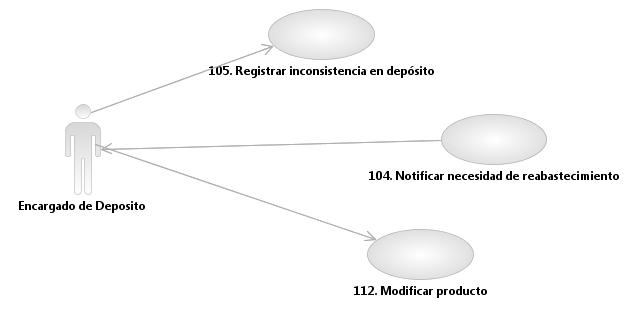 105. Registrar inconsistencia en depósito
104. Notificar necesidad de reabastecimiento
Encargado de Deposito
112. Modificar producto